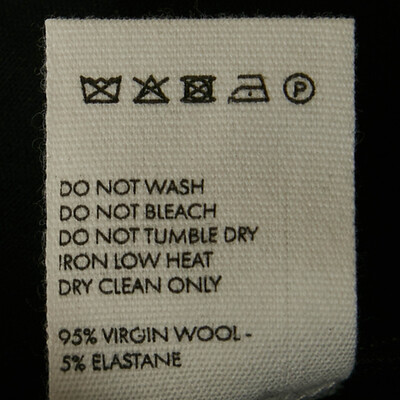 P
DO NOT WASH
DO NOT BLEACH
DO NOT TUMBLE DRY
IRON LOW HEAT
DRY CLEAN ONLY
95% VIRGIN WOOL -
5% ELASTANE